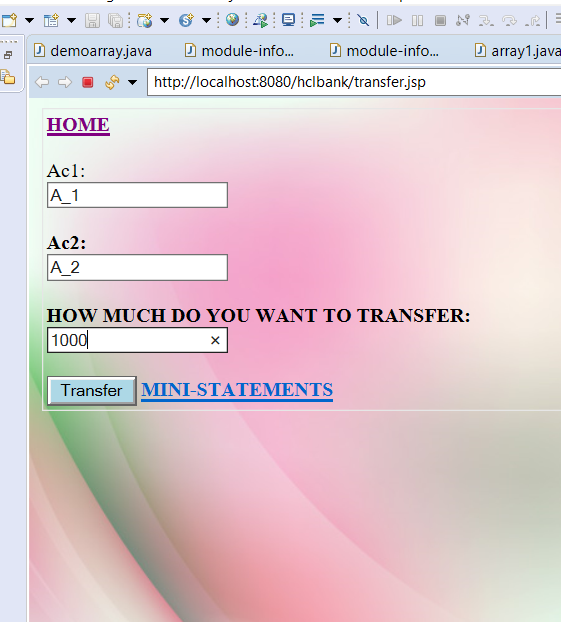 demoarray.java
module-info...
module-info...
array1.java
http://localhost:8080/hclbank/transfer.jsp
HOME
Ac1:
A_1
Ac2:
A_2
HOW MUCH DO YOU WANT TO TRANSFER:
1000
Transfer MINI-STATEMENTS